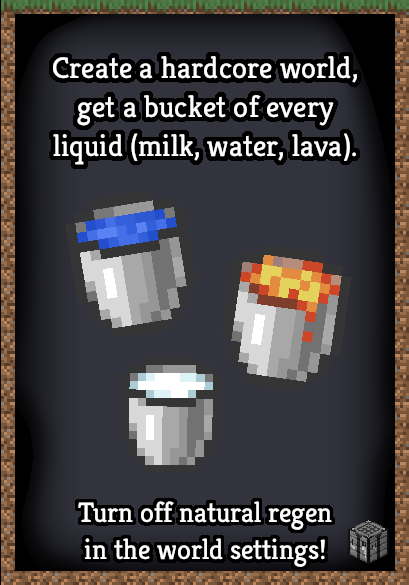 Create a hardcore world,
get a bucket of every
liquid (milk, water, lava).
Turn off natural regen
in the world settings!